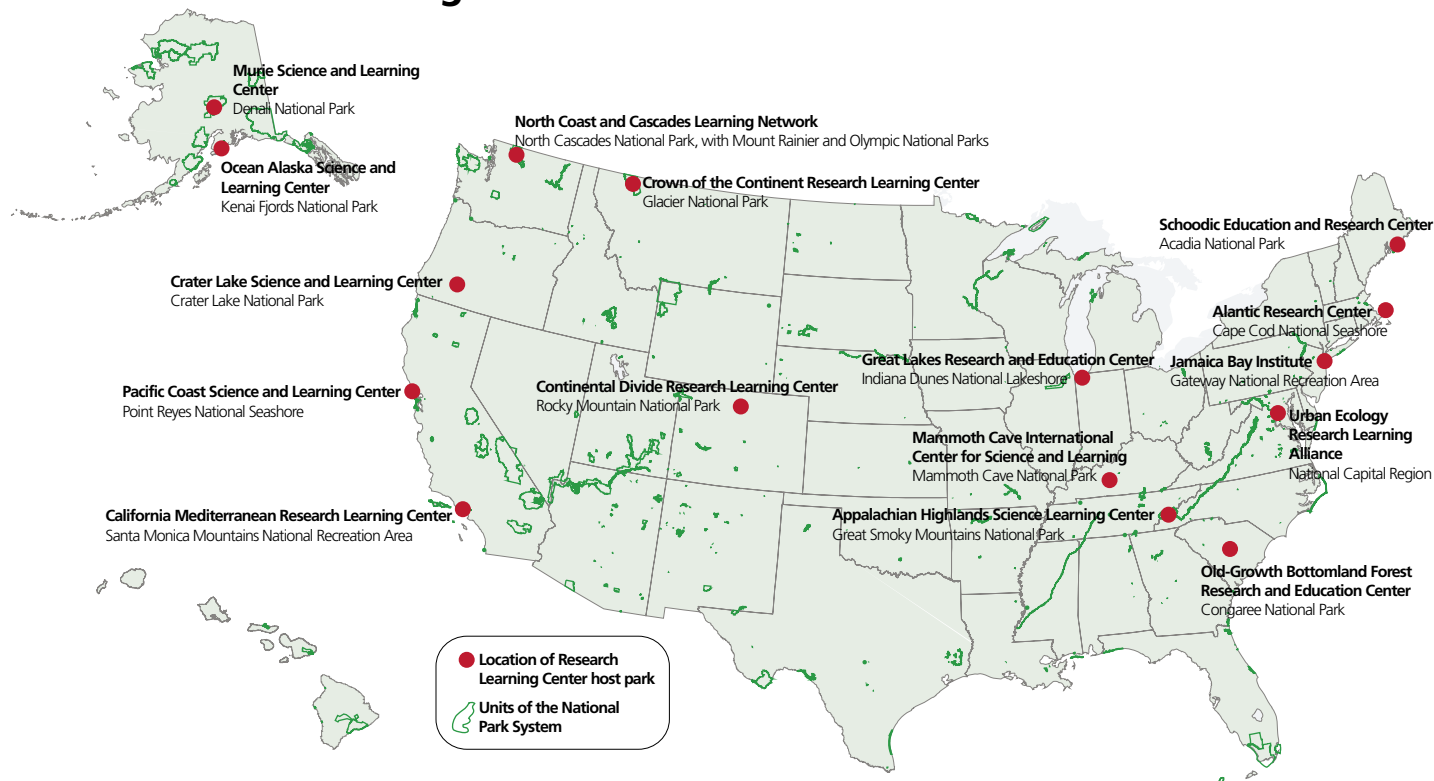 Murie Science and Learning
Center
Denali National Park
Ocean Alaska Science and
Learning Center
Kenai Fjords National Park
North Coast and Cascades Learning Network
North Cascades National Park, with Mount Rainier and Olympic National Parks
Crown of the Continent Research Learning Center
Glacier National Park
Schoodic Education and Research Center
Acadia National Park
Crater Lake Science and Learning Center
Crater Lake National Park
Alantic Research Center
Cape Cod National Seashore
Great Lakes Research and Education Center
Indiana Dunes National Lakeshore
Jamaica Bay Institute
Gateway National Recreation Area
Pacific Coast Science and Learning Center
Point Reyes National Seashore
Continental Divide Research Learning Center
Rocky Mountain National Park
Urban Ecology
Research Learning
Alliance
National Capital Region
Mammoth Cave International
Center for Science and Learning
Mammoth Cave National Park
California Mediterranean Research Learning Center
Santa Monica Mountains National Recreation Area
Appalachian Highlands Science Learning Center
Great Smoky Mountains National Park
Old-Growth Bottomland Forest
Research and Education Center
Congaree National Park
Location of Research
Learning Center host park
Units of the National
Park System